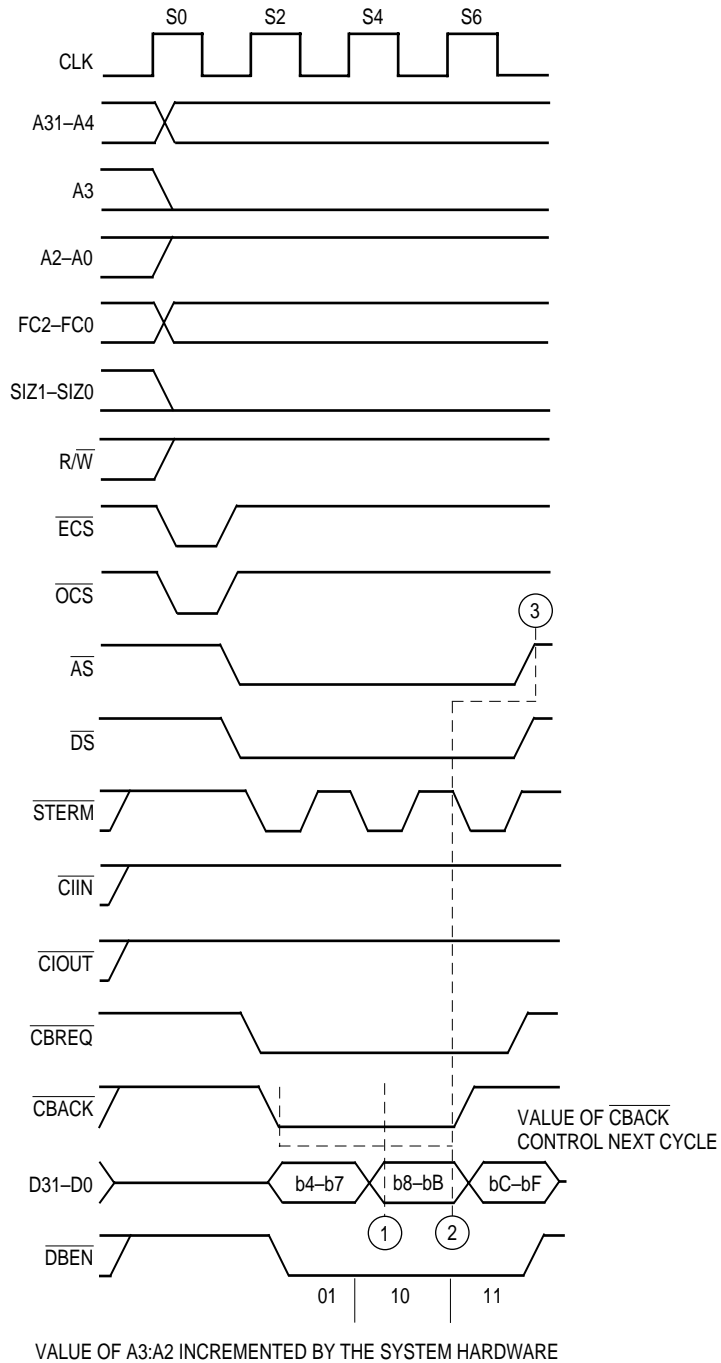 S0 S2 S4 S6
CLK
A31–A4
A3
A2–A0
FC2–FC0
SIZ1–SIZ0
R/W
ECS
OCS
3
AS
DS
STERM
CIIN
CIOUT
CBREQ
CBACK
VALUE OF CBACK
CONTROL NEXT CYCLE
D31–D0 b4–b7 b8–bB bC–bF
1 2
DBEN
01 10 11
VALUE OF A3:A2 INCREMENTED BY THE SYSTEM HARDWARE